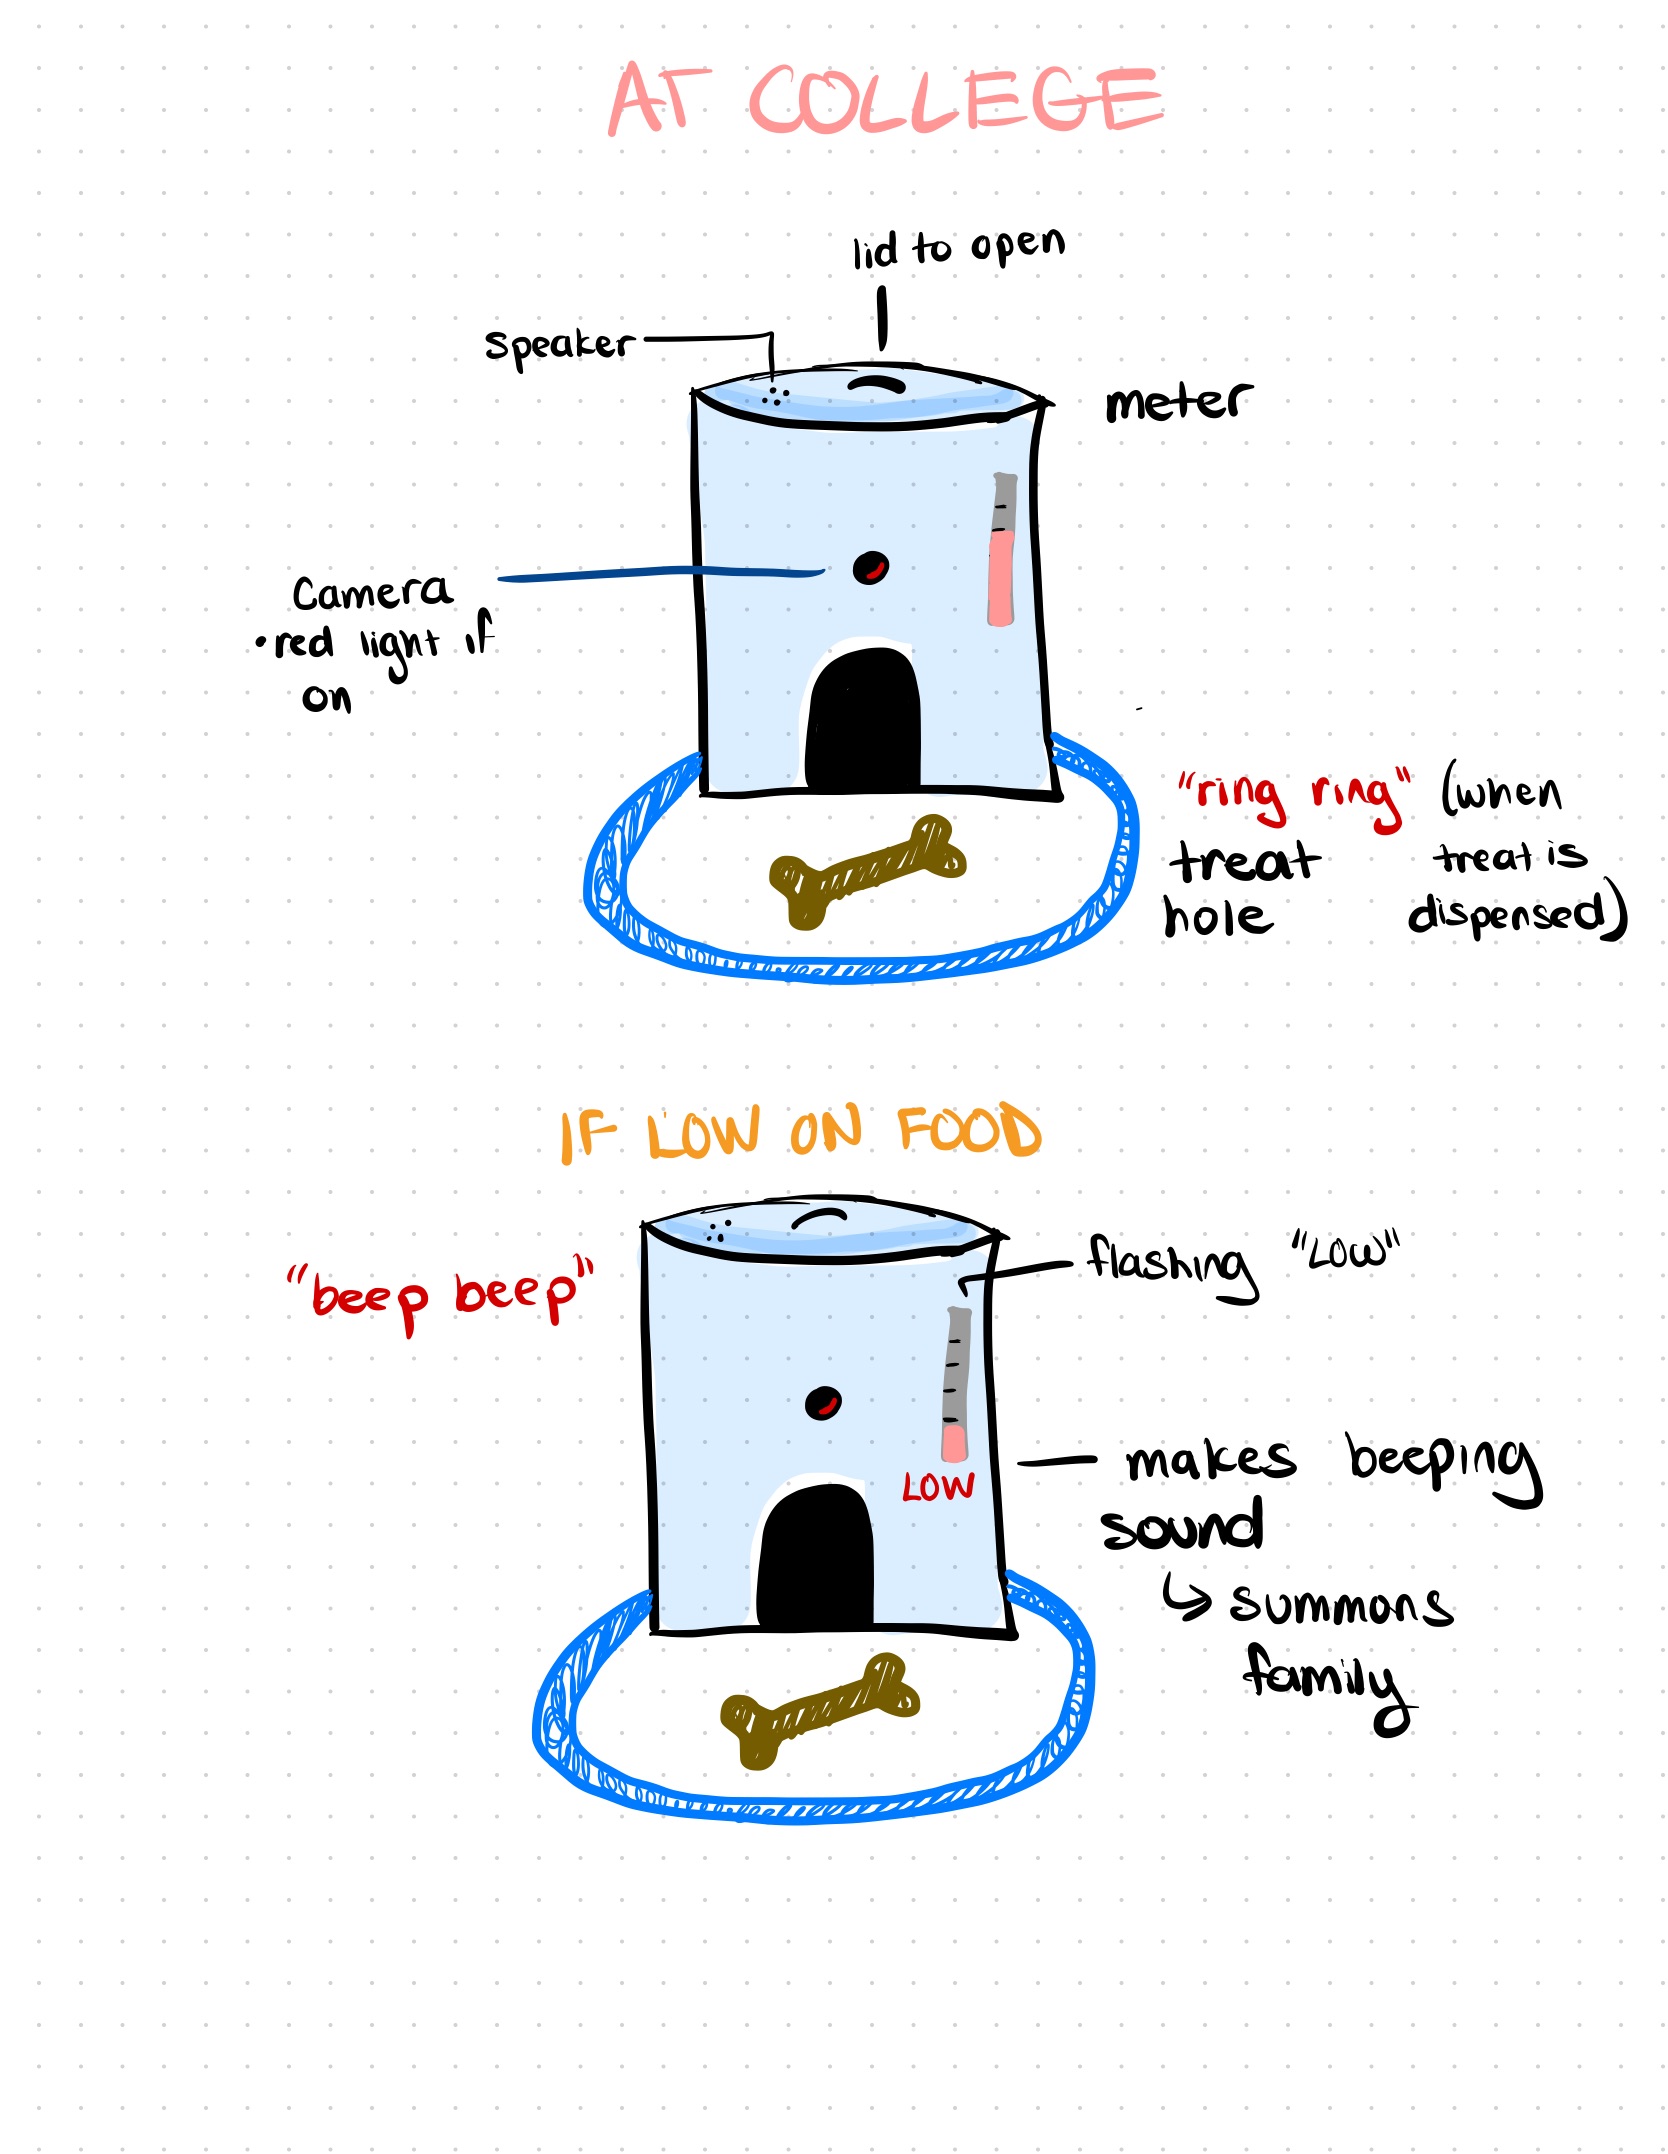 AT COLLEGE
lid to open
speaker
meter
Camera
• red light if
on
"ring ring" (when
treat treat is
hole dispensed)
IF LOW ON FOOD
"beep beep"
flashing "LOW"
LOW
makes beeping
sound
↳ summons
family